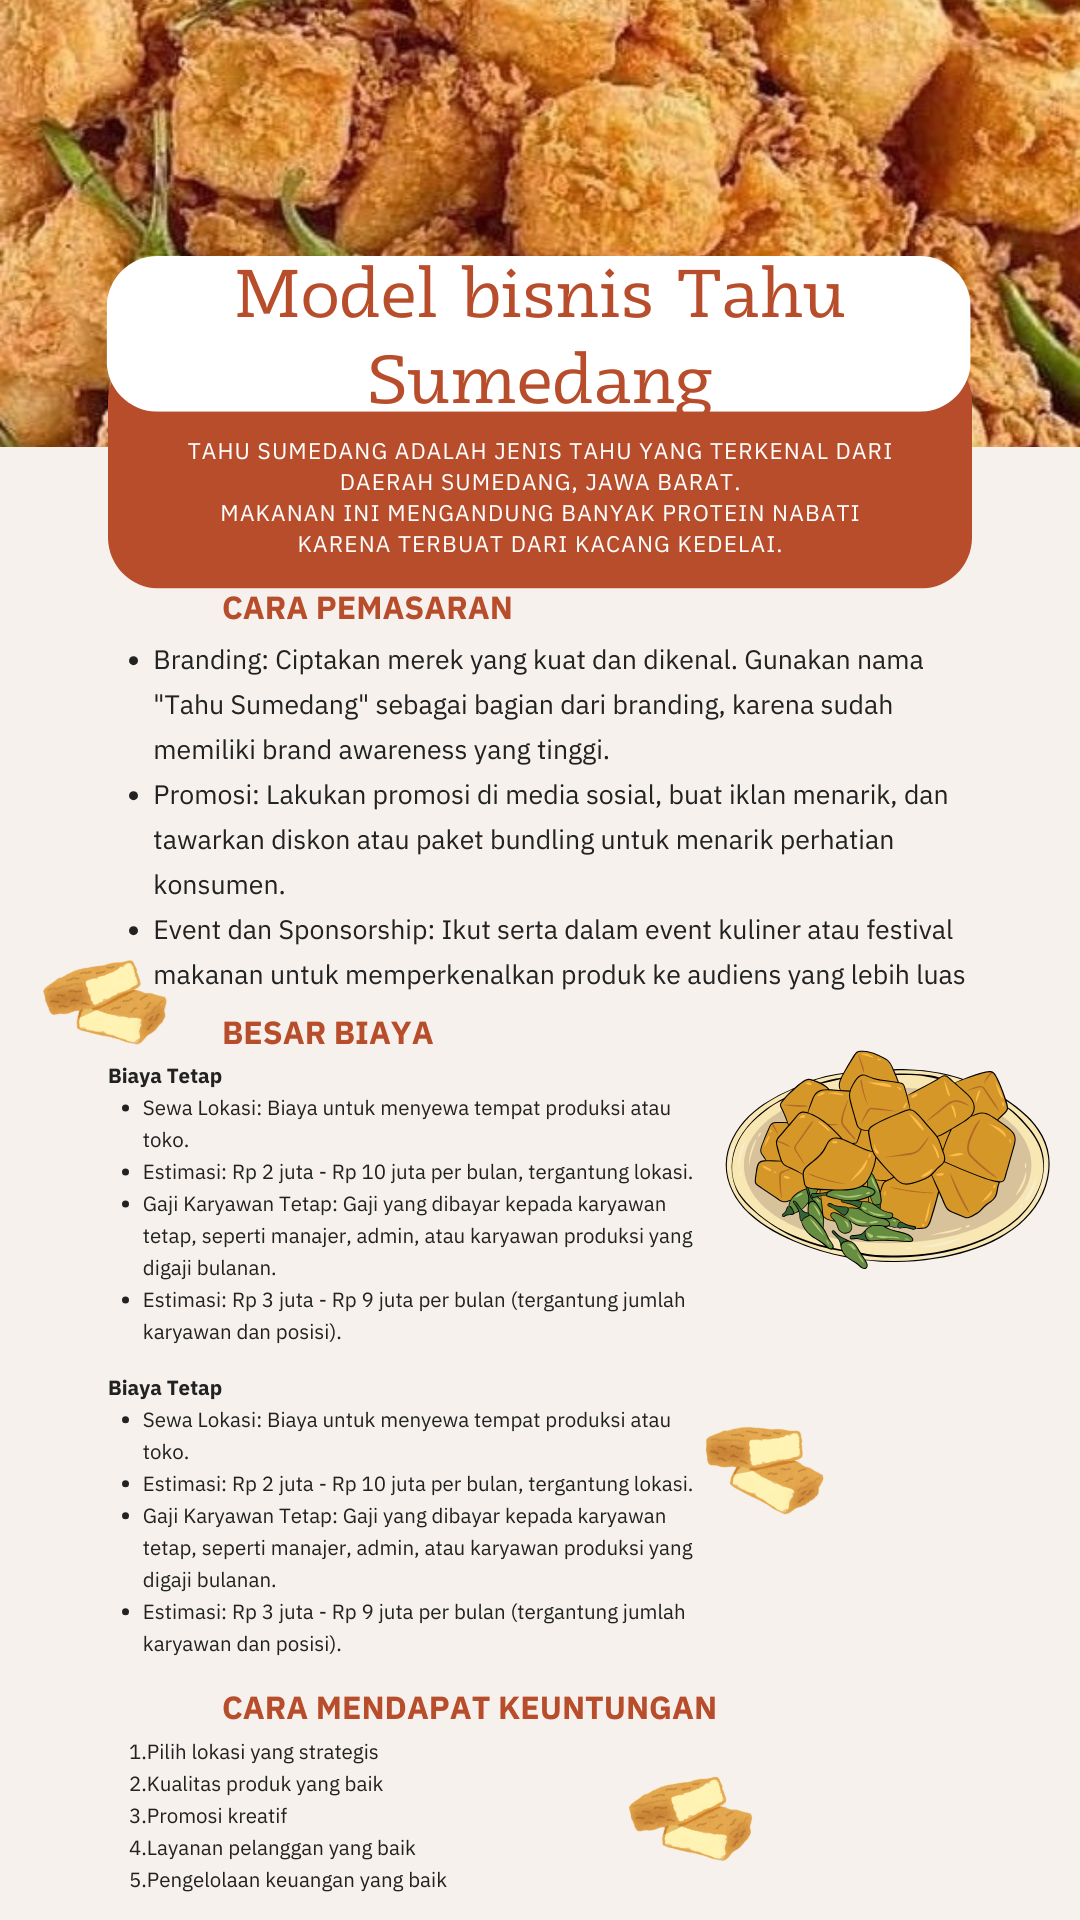 Model bisnis Tahu
Sumedang
TAHU SUMEDANG ADALAH JENIS TAHU YANG TERKENAL DARI
DAERAH SUMEDANG, JAWA BARAT.
MAKANAN INI MENGANDUNG BANYAK PROTEIN NABATI
KARENA TERBUAT DARI KACANG KEDELAI.
CARA PEMASARAN
• Branding: Ciptakan merek yang kuat dan dikenal. Gunakan nama
"Tahu Sumedang" sebagai bagian dari branding, karena sudah
memiliki brand awareness yang tinggi.
• Promosi: Lakukan promosi di media sosial, buat iklan menarik, dan
tawarkan diskon atau paket bundling untuk menarik perhatian
konsumen.
• Event dan Sponsorship: Ikut serta dalam event kuliner atau festival
makanan untuk memperkenalkan produk ke audiens yang lebih luas
BESAR BIAYA
Biaya Tetap
• Sewa Lokasi: Biaya untuk menyewa tempat produksi atau
toko.
• Estimasi: Rp 2 juta - Rp 10 juta per bulan, tergantung lokasi.
• Gaji Karyawan Tetap: Gaji yang dibayar kepada karyawan
tetap, seperti manajer, admin, atau karyawan produksi yang
digaji bulanan.
• Estimasi: Rp 3 juta - Rp 9 juta per bulan (tergantung jumlah
karyawan dan posisi).
Biaya Tetap
• Sewa Lokasi: Biaya untuk menyewa tempat produksi atau
toko.
• Estimasi: Rp 2 juta - Rp 10 juta per bulan, tergantung lokasi.
• Gaji Karyawan Tetap: Gaji yang dibayar kepada karyawan
tetap, seperti manajer, admin, atau karyawan produksi yang
digaji bulanan.
• Estimasi: Rp 3 juta - Rp 9 juta per bulan (tergantung jumlah
karyawan dan posisi).
CARA MENDAPAT KEUNTUNGAN
1.Pilih lokasi yang strategis
2.Kualitas produk yang baik
3.Promosi kreatif
4.Layanan pelanggan yang baik
5.Pengelolaan keuangan yang baik